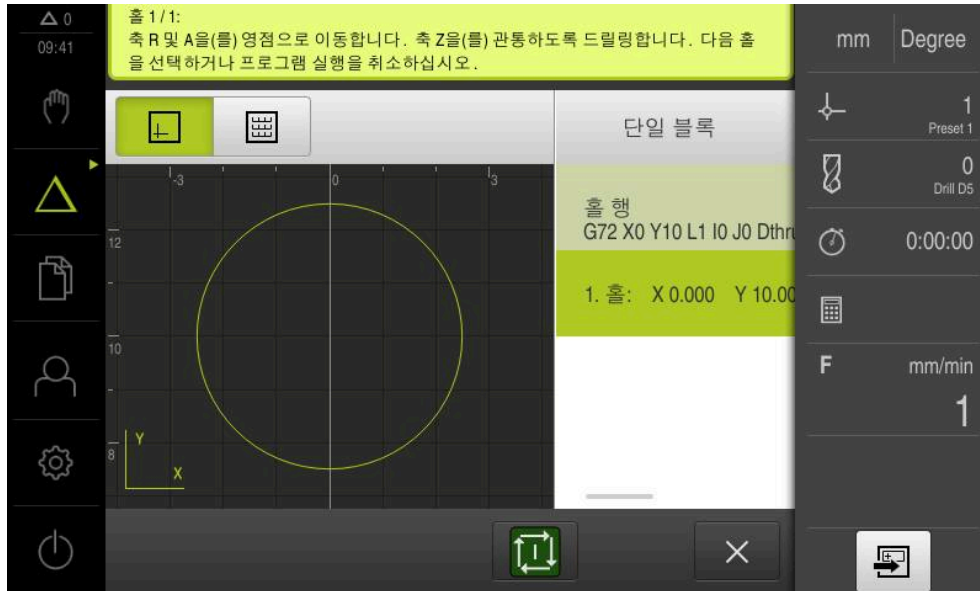 0
09:41
홀 1 / 1:
축 R 및 A을(를) 영점으로 이동합니다. 축 Z을(를) 관통하도록 드릴링합니다. 다음 홀
을 선택하거나 프로그램 실행을 취소하십시오.
단일 블록
홀 행
G72 X0 Y10 L1 I0 J0 Dthru
1. 홀: X 0.000 Y 10.00
-3 0 3
12
10
8
Y
X
mm Degree
1
Preset 1
0
Drill D5
0:00:00
F mm/min
1